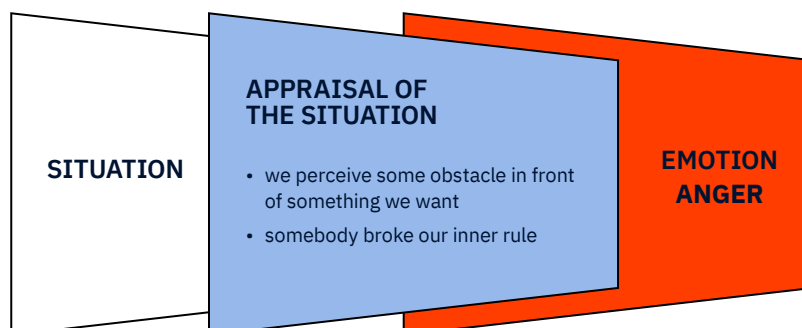 SITUATION
APPRAISAL OF
THE SITUATION
• we perceive some obstacle in front
of something we want
• somebody broke our inner rule
EMOTION
ANGER